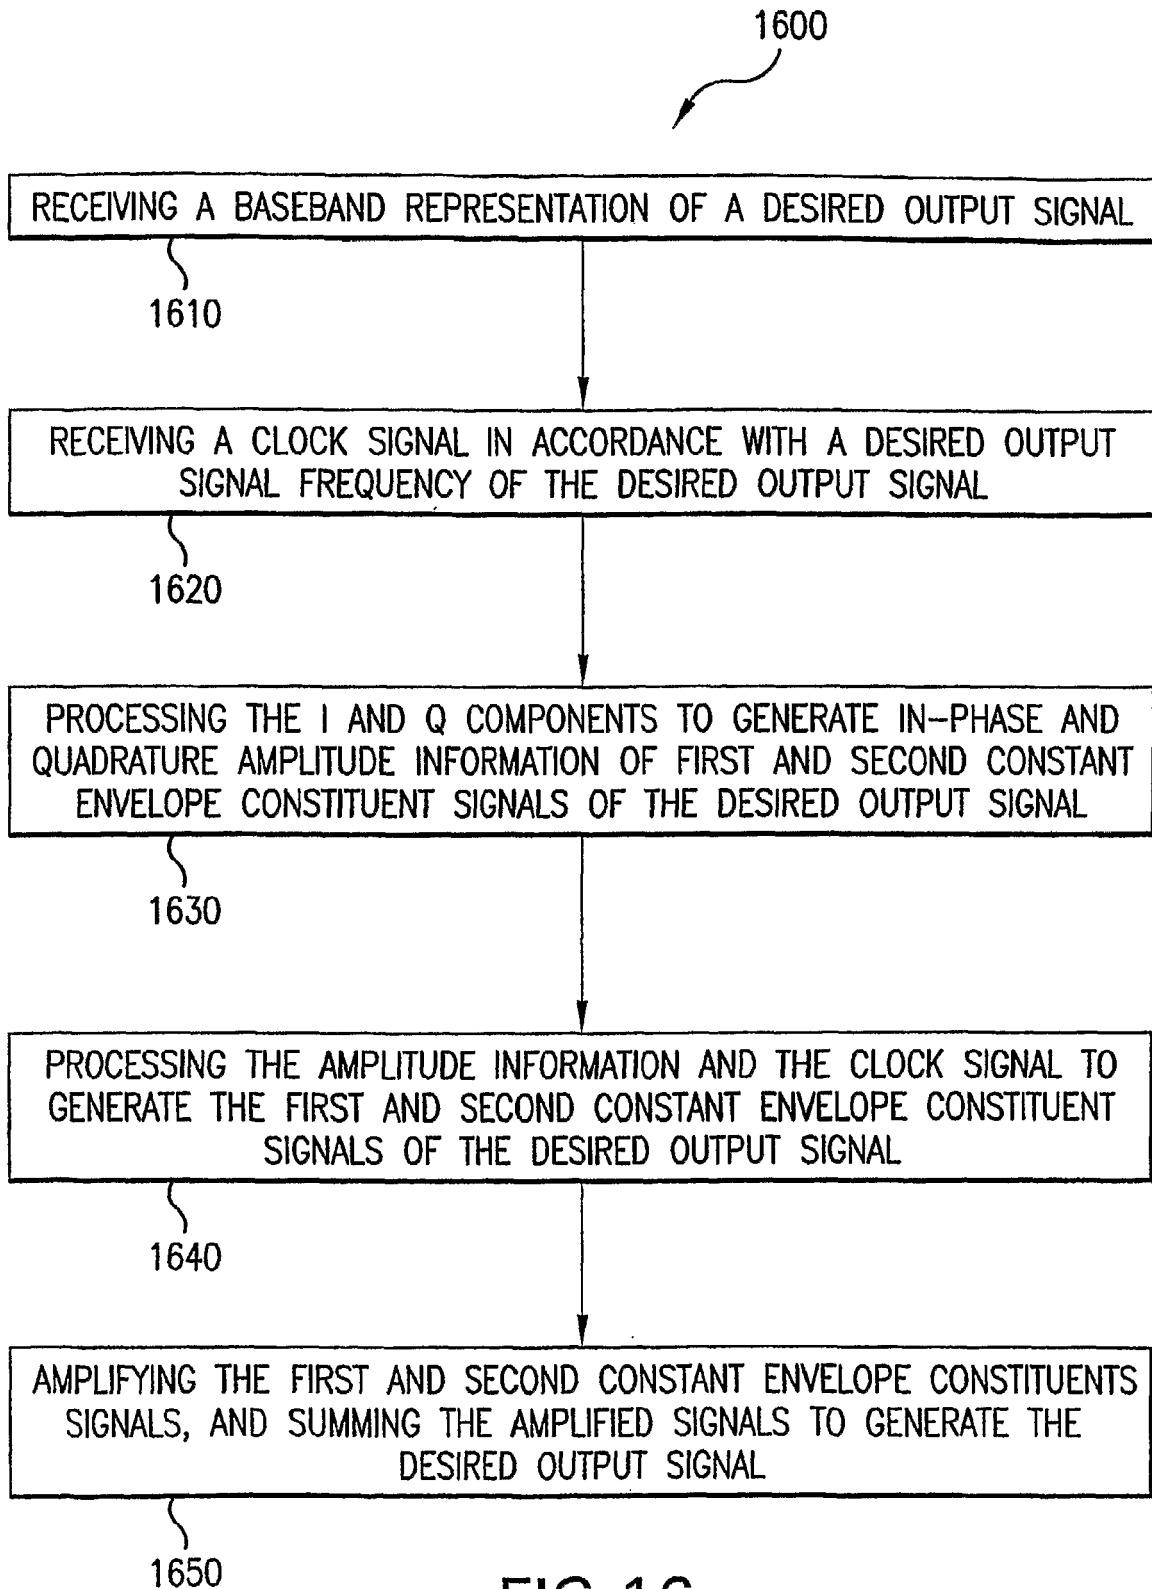 1600
RECEIVING A BASEBAND REPRESENTATION OF A DESIRED OUTPUT SIGNAL
1610
RECEIVING A CLOCK SIGNAL IN ACCORDANCE WITH A DESIRED OUTPUT
SIGNAL FREQUENCY OF THE DESIRED OUTPUT SIGNAL
1620
PROCESSING THE I AND Q COMPONENTS TO GENERATE IN-PHASE AND
QUADRATURE AMPLITUDE INFORMATION OF FIRST AND SECOND CONSTANT
ENVELOPE CONSTITUENT SIGNALS OF THE DESIRED OUTPUT SIGNAL
1630
PROCESSING THE AMPLITUDE INFORMATION AND THE CLOCK SIGNAL TO
GENERATE THE FIRST AND SECOND CONSTANT ENVELOPE CONSTITUENT
SIGNALS OF THE DESIRED OUTPUT SIGNAL
1640
AMPLIFYING THE FIRST AND SECOND CONSTANT ENVELOPE CONSTITUENTS
SIGNALS, AND SUMMING THE AMPLIFIED SIGNALS TO GENERATE THE
DESIRED OUTPUT SIGNAL
1650
FIG.16